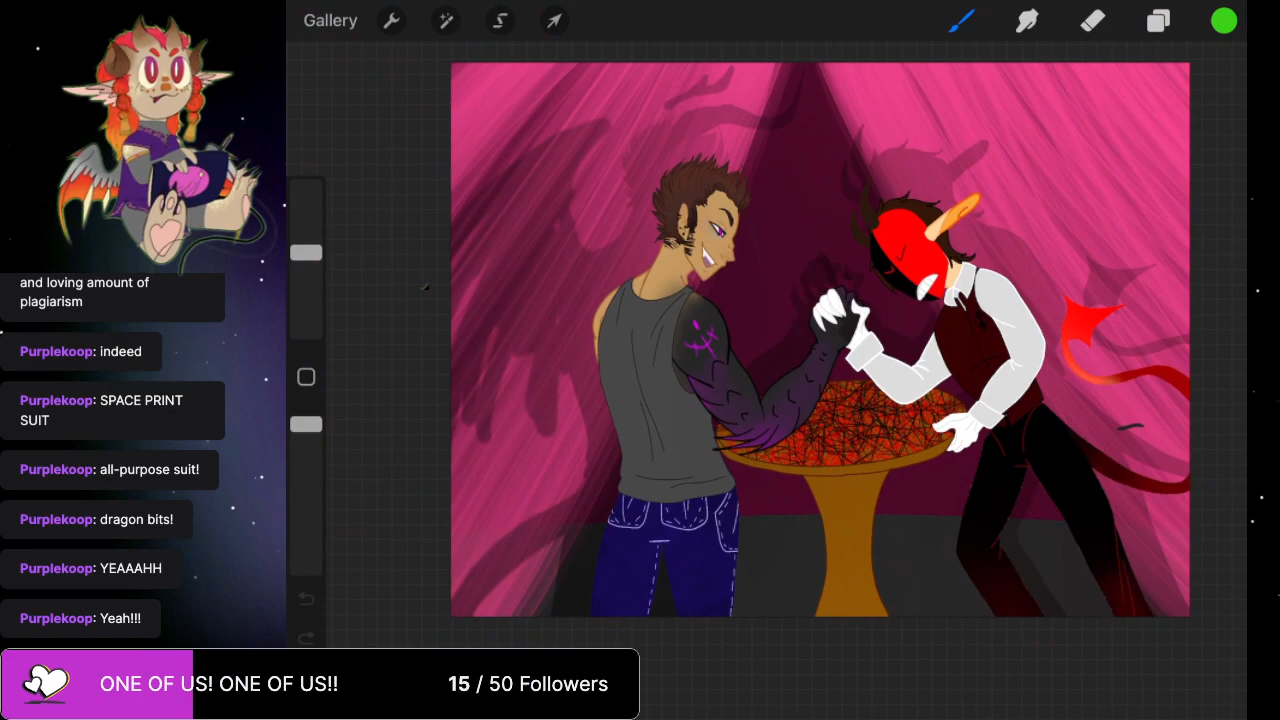 Gallery
and loving amount of
plagiarism
Purplekoop: indeed
Purplekoop: SPACE PRINT
SUIT
Purplekoop: all-purpose suit!
Purplekoop: dragon bits!
Purplekoop: YEAAAHH
Purplekoop: Yeah!!!
ONE OF US! ONE OF US!! 15 / 50 Followers